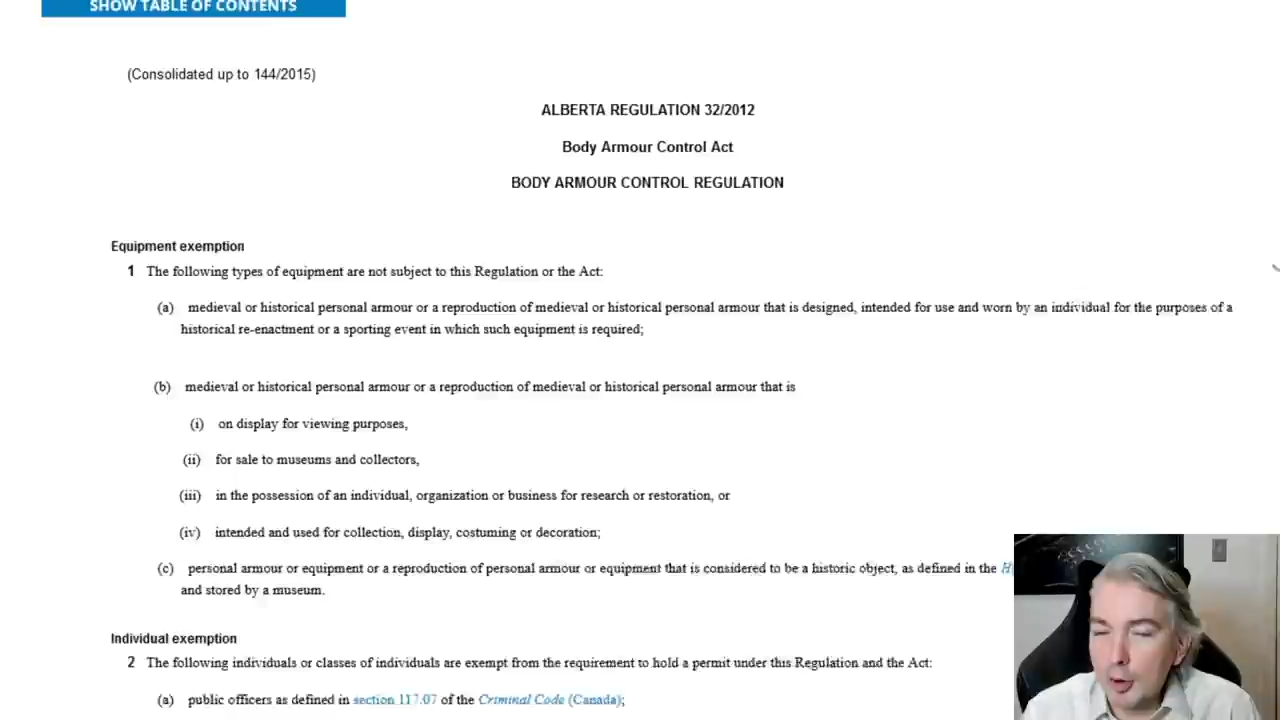 SHOW TABLE OF CONTENTS
(Consolidated up to 144/2015)
ALBERTA REGULATION 32/2012
Body Armour Control Act
BODY ARMOUR CONTROL REGULATION
Equipment exemption
1 The following types of equipment are not subject to this Regulation or the Act:
(a) medieval or historical personal armour or a reproduction of medieval or historical personal armour that is designed, intended for use and worn by an individual for the purposes of a
historical re-enactment or a sporting event in which such equipment is required;
(b) medieval or historical personal armour or a reproduction of medieval or historical personal armour that is
(i) on display for viewing purposes,
(ii) for sale to museums and collectors,
(iii) in the possession of an individual, organization or business for research or restoration, or
(iv) intended and used for collection, display, costuming or decoration;
(c) personal armour or equipment or a reproduction of personal armour or equipment that is considered to be a historic object, as defined in the
and stored by a museum.
Individual exemption
2 The following individuals or classes of individuals are exempt from the requirement to hold a permit under this Regulation and the Act:
(a) public officers as defined in section 117.07 of the Criminal Code (Canada);